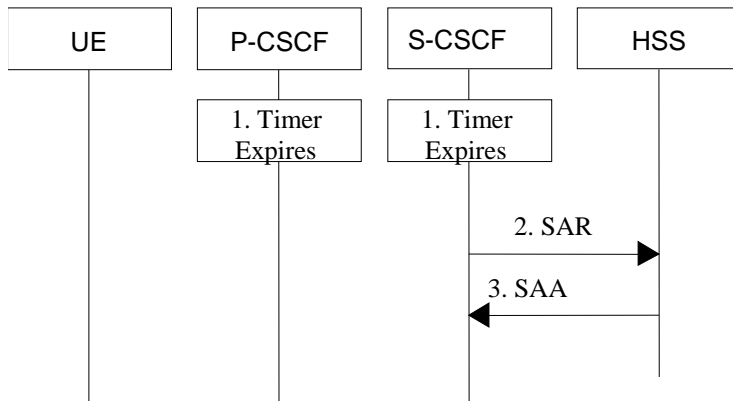 UE
P-CSCF
S-CSCF
HSS
1. Timer
Expires
1. Timer
Expires
2. SAR
3. SAA